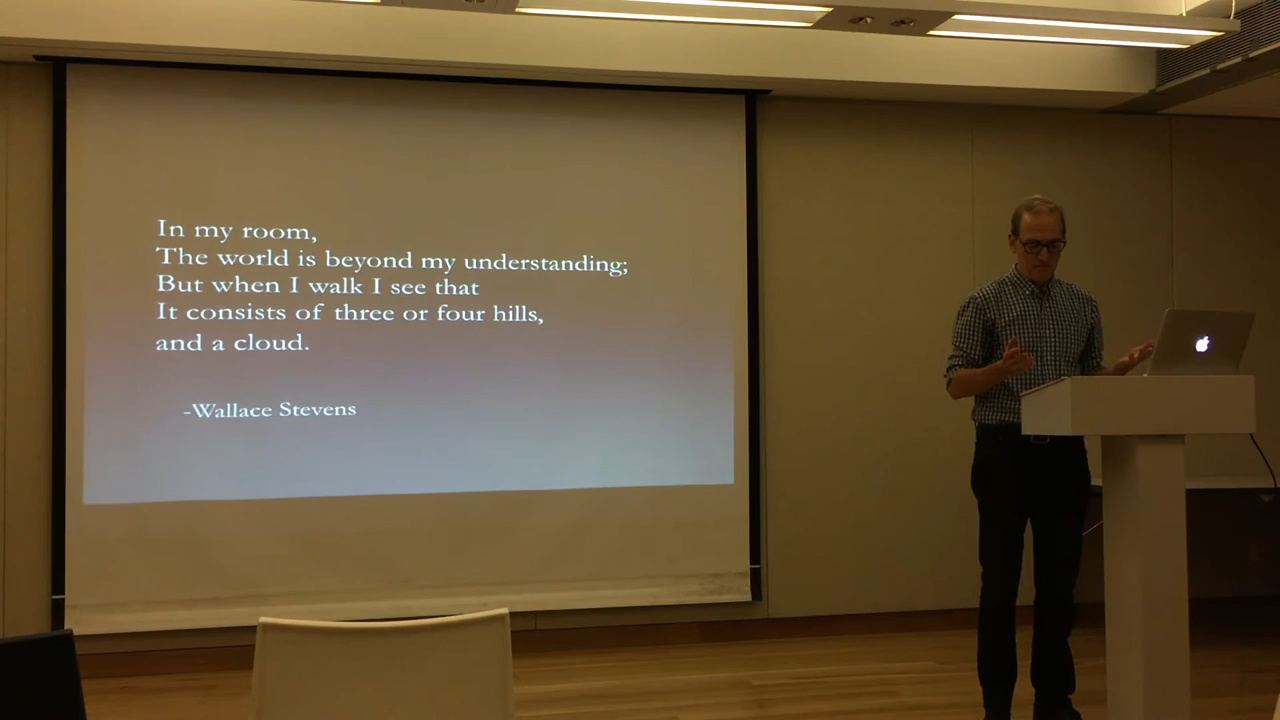 In my room,
The world is beyond my understanding;
But when I walk I see that
It consists of three or four hills,
and a cloud.
-Wallace Stevens